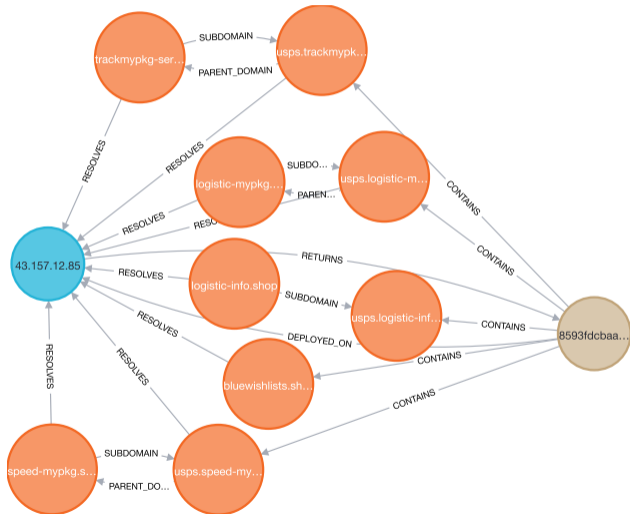 SUBDOMAIN
trackmypkg-ser…
usps.trackmypk…
PARENT_DOMAIN
RESOLVES
RESOLVES
SUBDO…
logistic-mypkg.…
usps.logistic-m…
PAREN…
CONTAINS
RESOLVES
RESO
CONTAINS
43.157.12.85
RETURNS
RESOLVES
logistic-info.shop
SUBDOMAIN
usps.logistic-inf…
CONTAINS
RESOLVES
DEPLOYED_ON
8593fdcbaa…
CONTAINS
RESOLVES
RESOLVES
bluewishlists.sh…
CONTAINS
SUBDOMAIN
speed-mypkg.s…
usps.speed-my…
PARENT_DO…